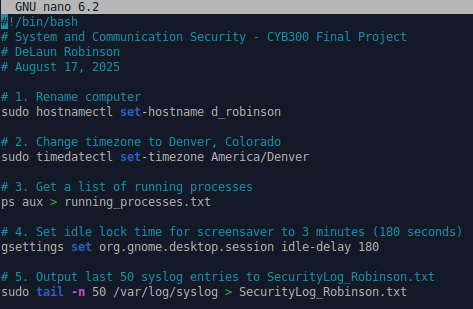 GNU nano 6.2
#!/bin/bash
# System and Communication Security - CYB300 Final Project
# DeLaun Robinson
# August 17, 2025
# 1. Rename computer
sudo hostnamectl set-hostname d_robinson
# 2. Change timezone to Denver, Colorado
sudo timedatectl set-timezone America/Denver
# 3. Get a list of running processes
ps aux > running_processes.txt
# 4. Set idle lock time for screensaver to 3 minutes (180 seconds)
gsettings set org.gnome.desktop.session idle-delay 180
# 5. Output last 50 syslog entries to SecurityLog_Robinson.txt
sudo tail -n 50 /var/log/syslog > SecurityLog_Robinson.txt